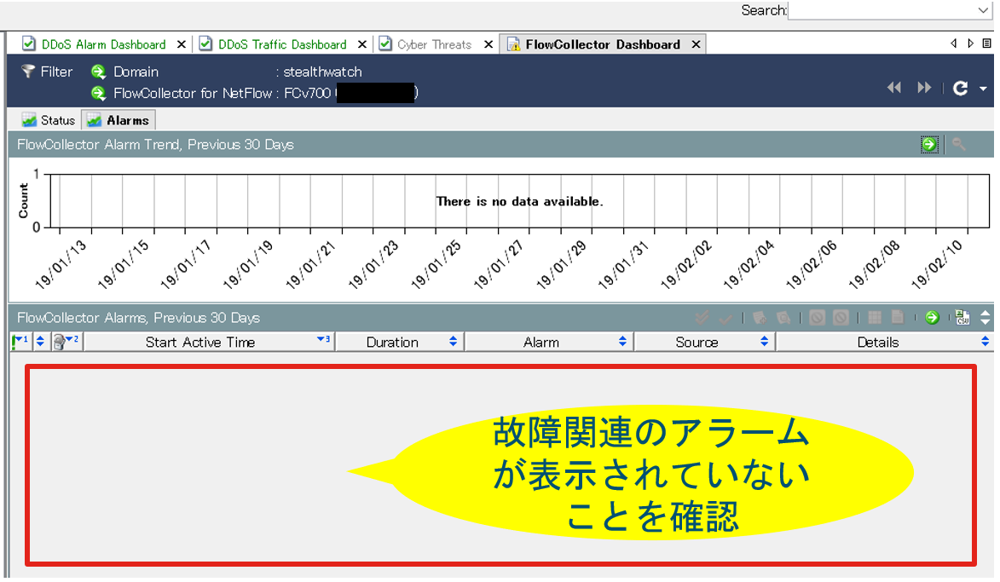 Search:
DDoS Alarm Dashboard DDoS Traffic Dashboard Cyber Threats FlowCollector Dashboard
Filter Domain : stealthwatch
FlowCollector for NetFlow : FCv700 ( )
Status Alarms
FlowCollector Alarm Trend, Previous 30 Days
Count
1
0
There is no data available.
19/01/13 19/01/15 19/01/17 19/01/19 19/01/21 19/01/23 19/01/25 19/01/27 19/01/29 19/01/31 19/02/02 19/02/04 19/02/06 19/02/08 19/02/10
FlowCollector Alarms, Previous 30 Days
1 2 Start Active Time 3 Duration Alarm Source Details
故障関連のアラーム
が表示されていない
ことを確認